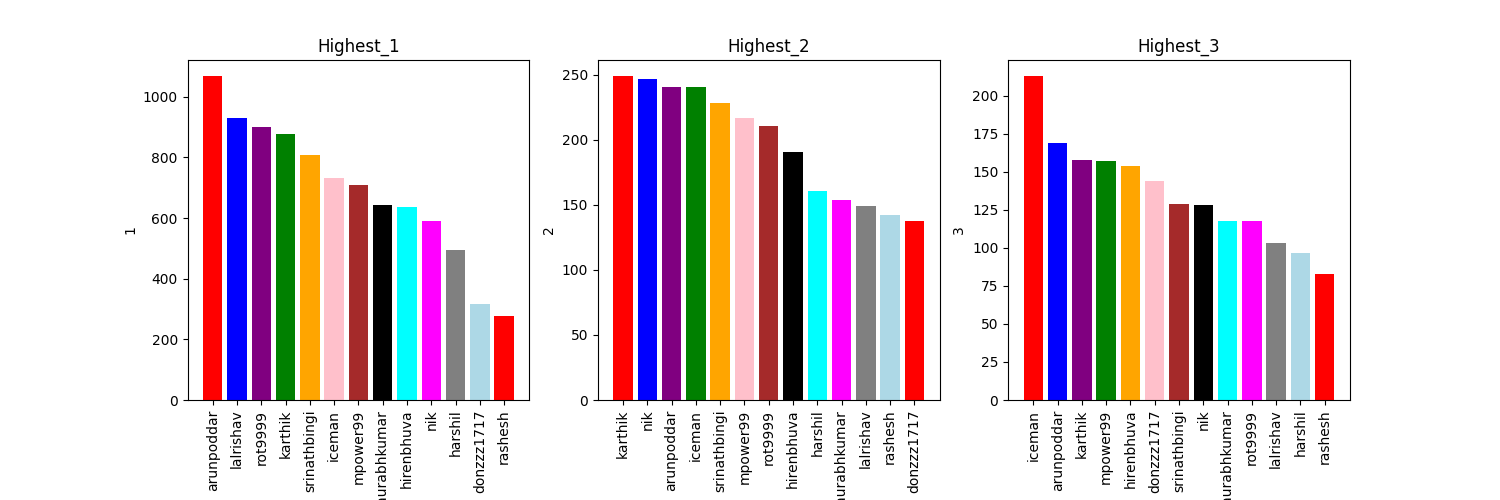 Highest_1
1
1000
800
600
400
200
0
arunpoddar
lalrishav
rot9999
karthik
srinathbingi
iceman
mpower99
urabhkumar
hirenbhuva
nik
harshil
donzzz1717
rashesh
Highest_2
2
250
200
150
100
50
0
karthik
nik
arunpoddar
iceman
srinathbingi
mpower99
rot9999
hirenbhuva
harshil
urabhkumar
lalrishav
rashesh
donzzz1717
Highest_3
3
200
175
150
125
100
75
50
25
0
iceman
arunpoddar
karthik
mpower99
hirenbhuva
donzzz1717
srinathbingi
nik
urabhkumar
rot9999
lalrishav
harshil
rashesh